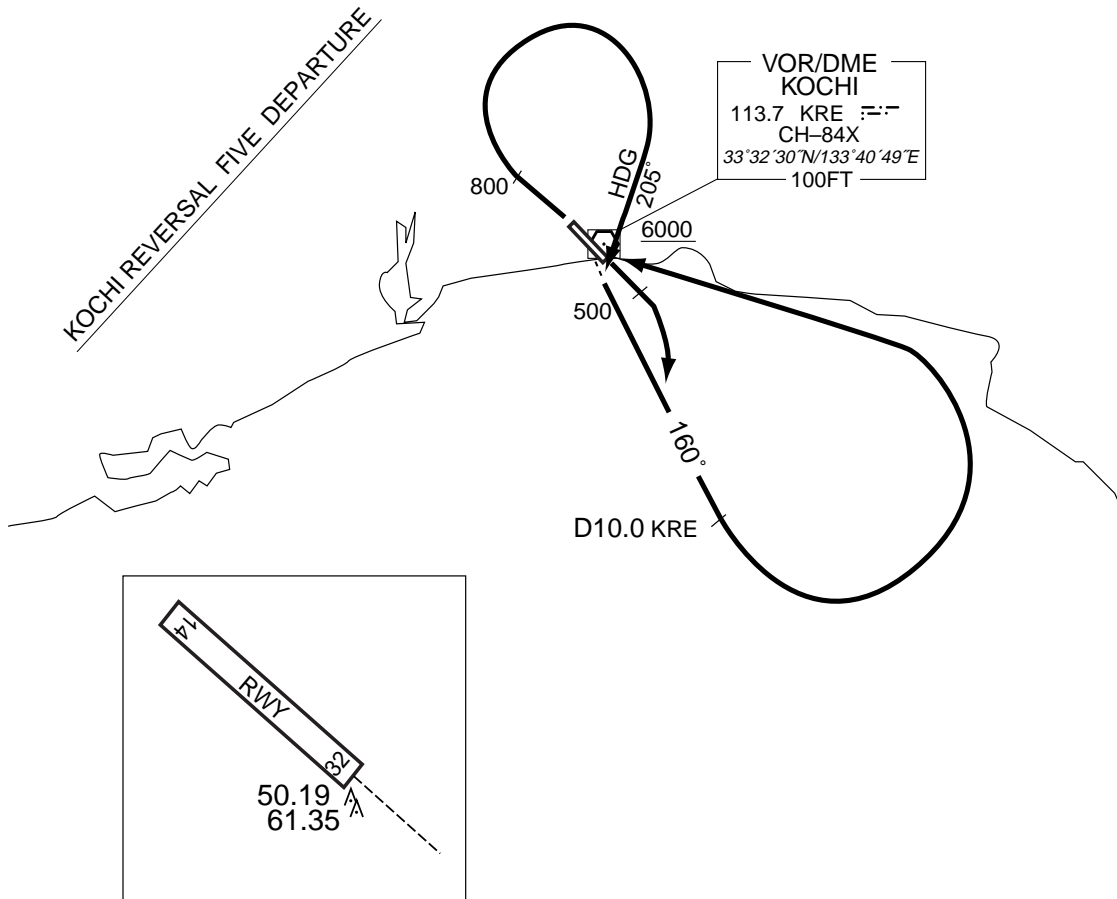 KOCHI REVERSAL FIVE DEPARTURE
VOR/DME
KOCHI
113.7 KRE
CH–84X
33°32´30˝N/133°40´49˝E
100FT
800
HDG
205°
6000
500
160°
D10.0 KRE
14
RWY
32
50.19
61.35